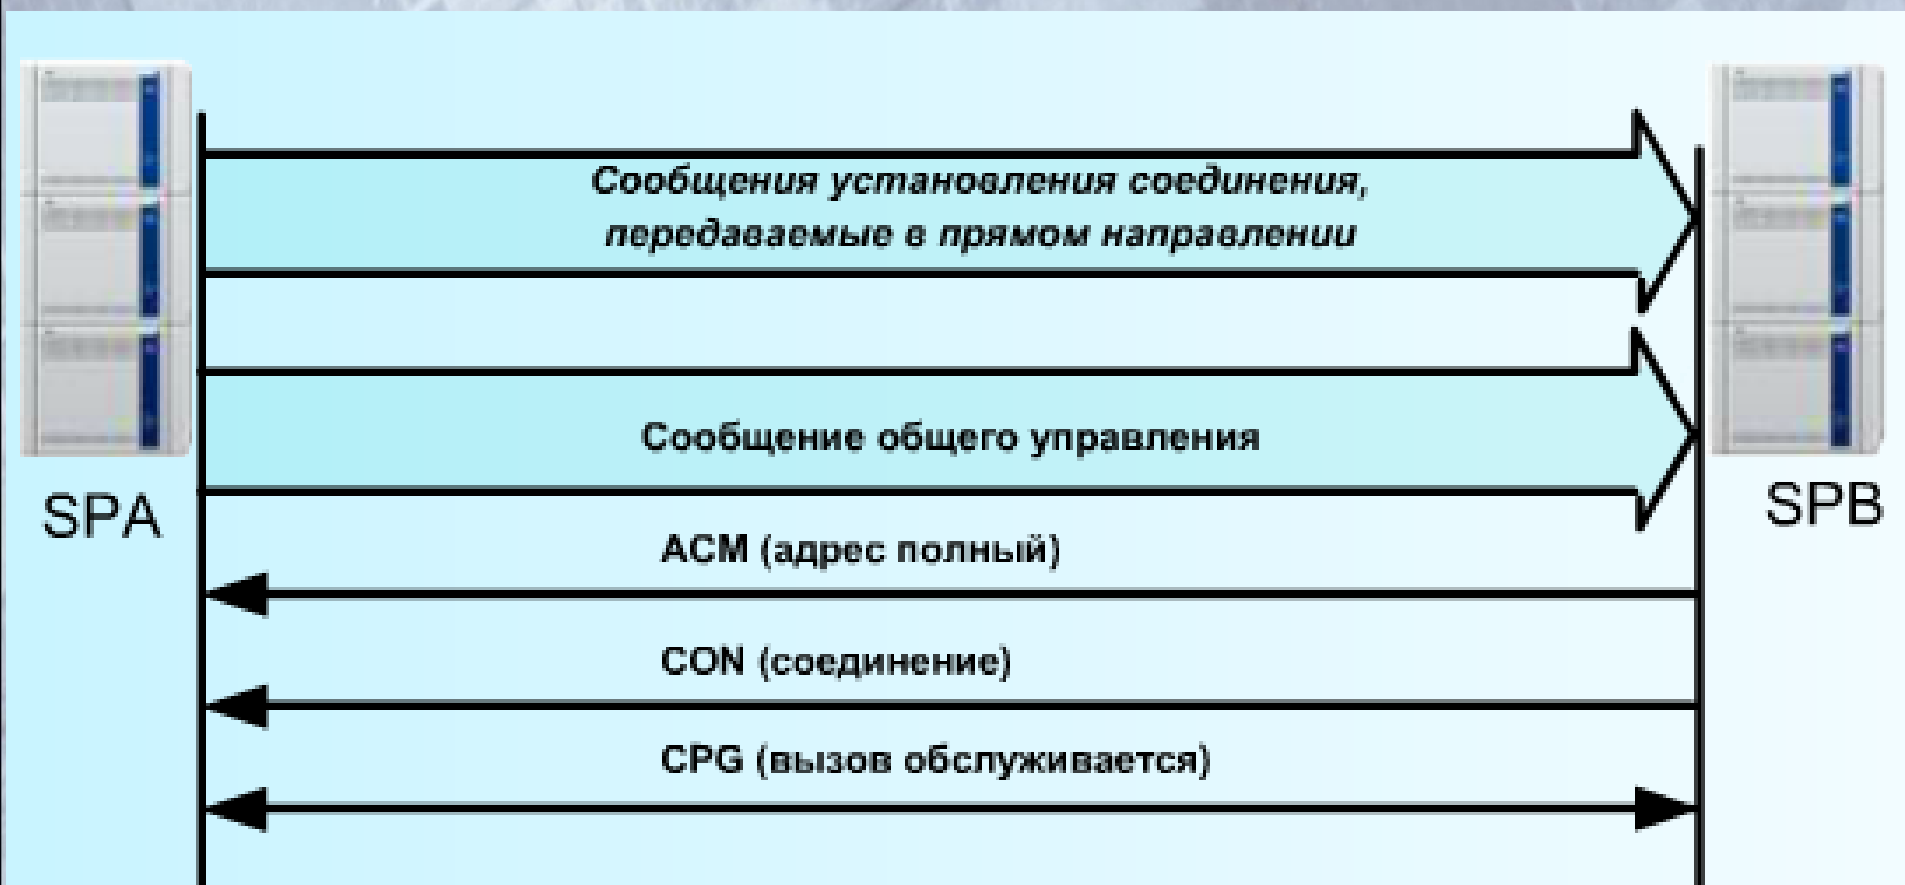 Сообщения установления соединения,
передаваемые в прямом направлении
Сообщение общего управления
SPA
SPB
ACM (адрес полный)
CON (соединение)
CPG (вызов обслуживается)